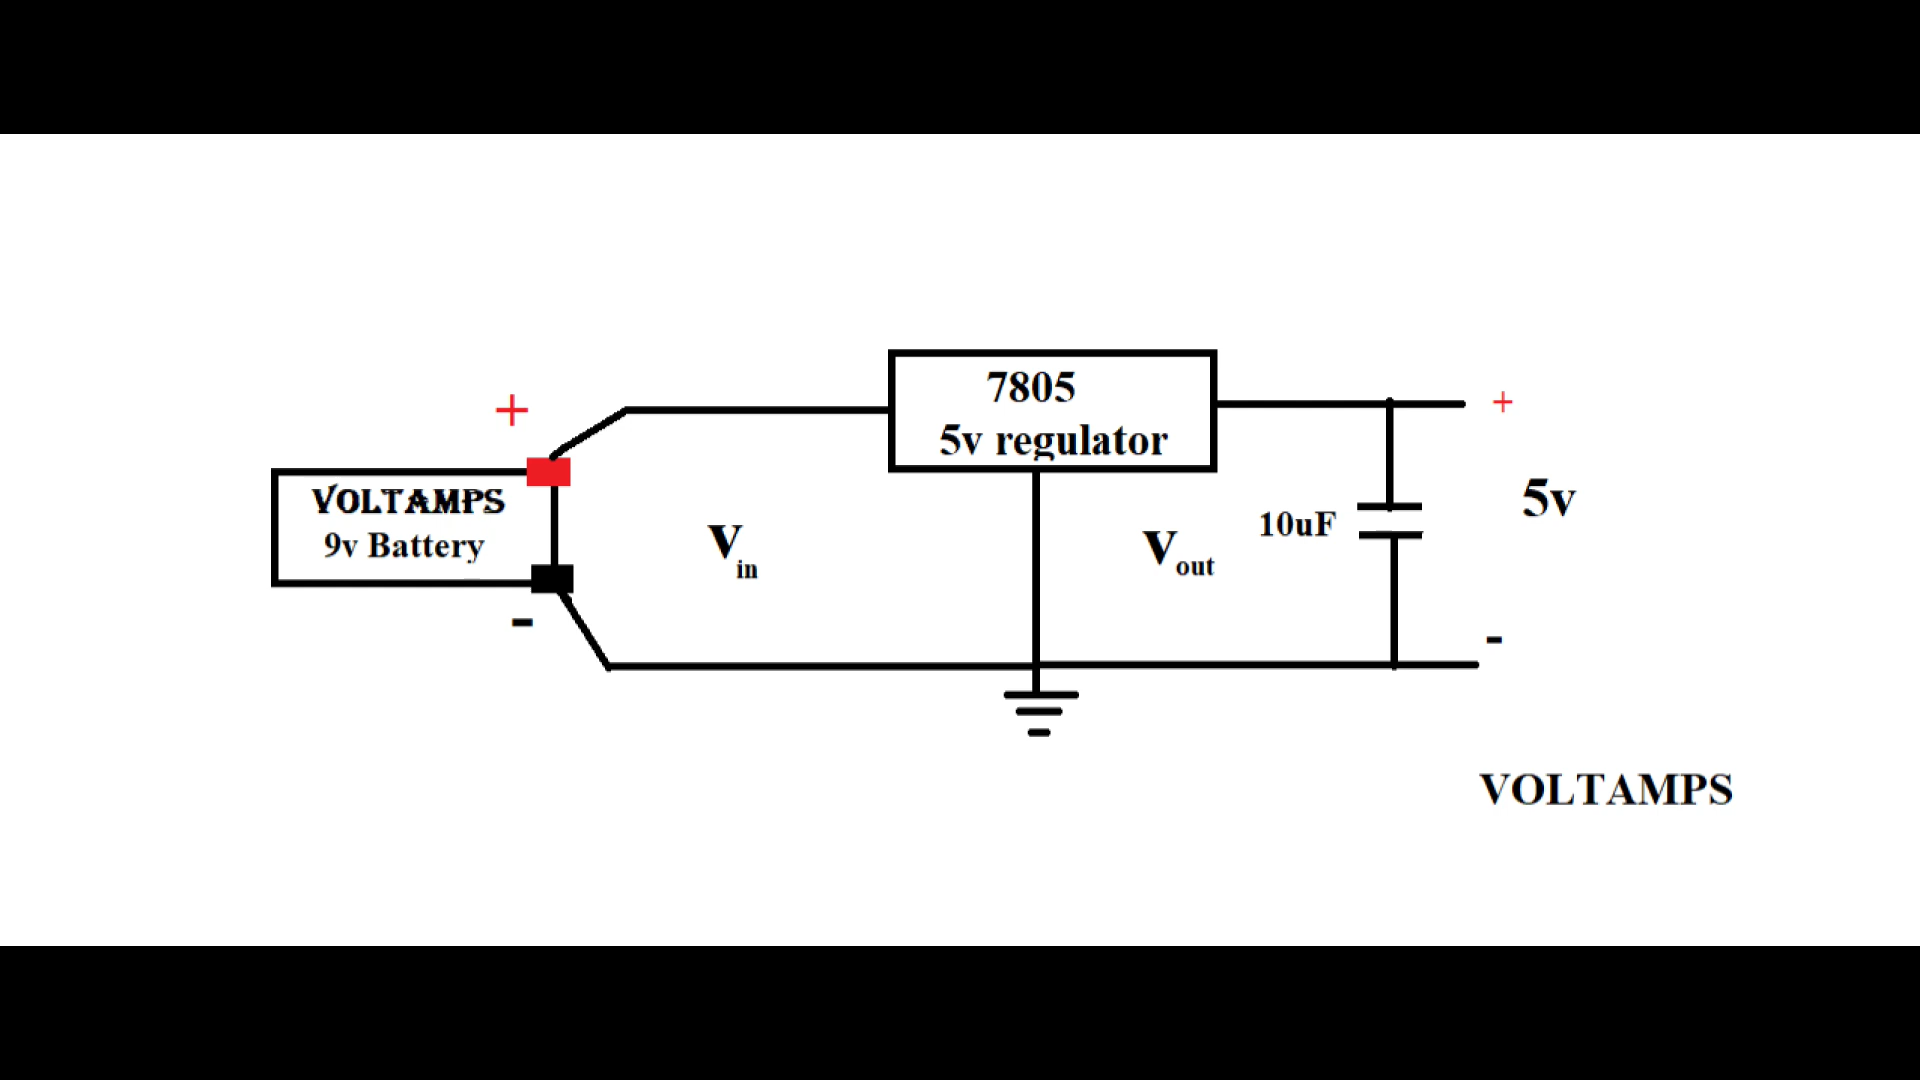 +
VOLTAMPS
9v Battery
-
Vin
7805
5v regulator
Vout
10uF
+
5v
-
VOLTAMPS